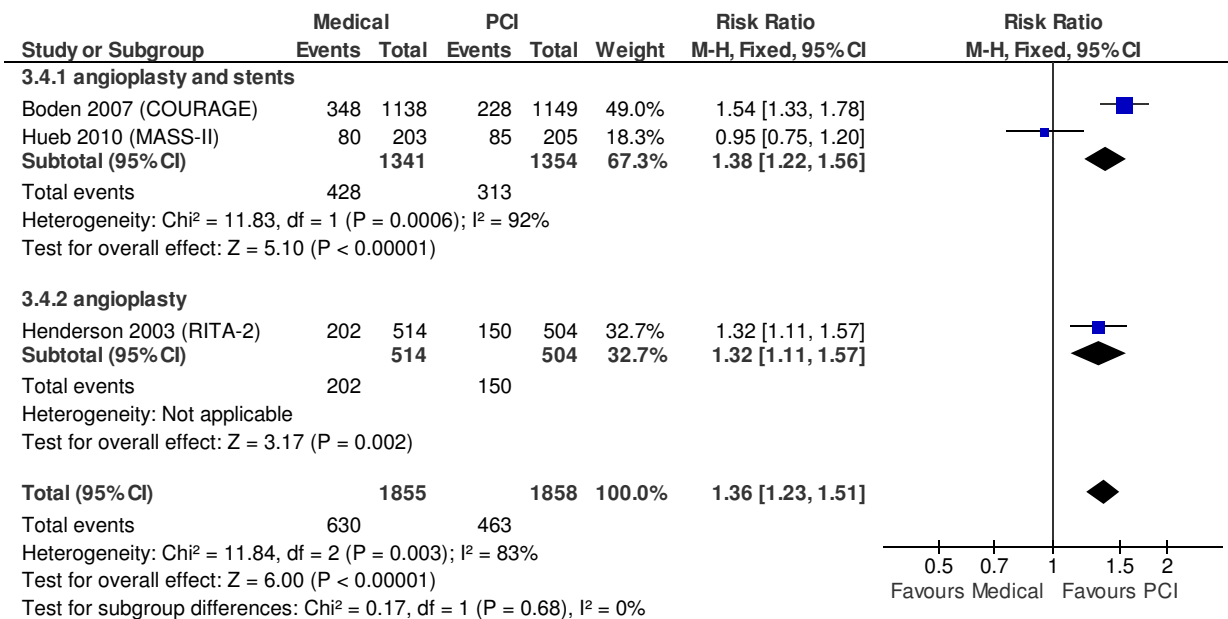 Medical PCI Risk Ratio Risk Ratio
Study or Subgroup Events Total Events Total Weight M-H, Fixed, 95% CI M-H, Fixed, 95% CI
3.4.1 angioplasty and stents
Boden 2007 (COURAGE) 348 1138 228 1149 49.0% 1.54 [1.33, 1.78]
Hueb 2010 (MASS-II) 80 203 85 205 18.3% 0.95 [0.75, 1.20]
Subtotal (95% CI) 1341 1354 67.3% 1.38 [1.22, 1.56]
Total events 428 313
Heterogeneity: Chi² = 11.83, df = 1 (P = 0.0006); I² = 92%
Test for overall effect: Z = 5.10 (P < 0.00001)
3.4.2 angioplasty
Henderson 2003 (RITA-2) 202 514 150 504 32.7% 1.32 [1.11, 1.57]
Subtotal (95% CI) 514 504 32.7% 1.32 [1.11, 1.57]
Total events 202 150
Heterogeneity: Not applicable
Test for overall effect: Z = 3.17 (P = 0.002)
Total (95% CI) 1855 1858 100.0% 1.36 [1.23, 1.51]
Total events 630 463
Heterogeneity: Chi² = 11.84, df = 2 (P = 0.003); I² = 83%
Test for overall effect: Z = 6.00 (P < 0.00001)
Test for subgroup differences: Chi² = 0.17, df = 1 (P = 0.68), I² = 0%
0.5 0.7 1 1.5 2
Favours Medical Favours PCI